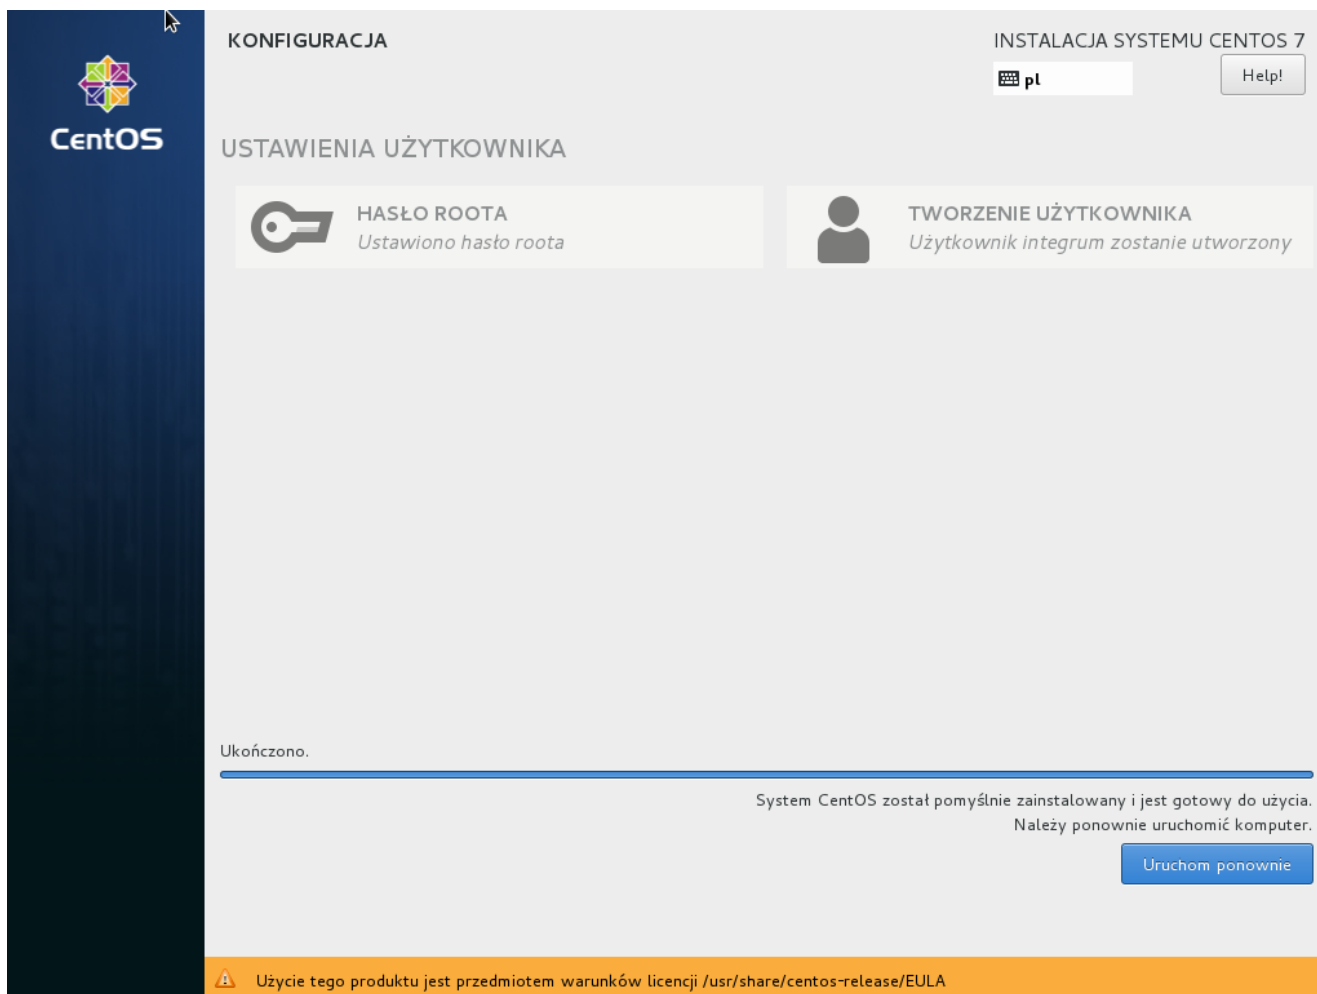 KONFIGURACJA
INSTALACJA SYSTEMU CENTOS 7
pl
Help!
CentOS
USTAWIENIA UŻYTKOWNIKA
HASŁO ROOTA
Ustawiono hasło roota
TWORZENIE UŻYTKOWNIKA
Użytkownik integrum zostanie utworzony
Ukończono.
System CentOS został pomyślnie zainstalowany i jest gotowy do użycia.
Należy ponownie uruchomić komputer.
Uruchom ponownie
Użycie tego produktu jest przedmiotem warunków licencji /usr/share/centos-release/EULA